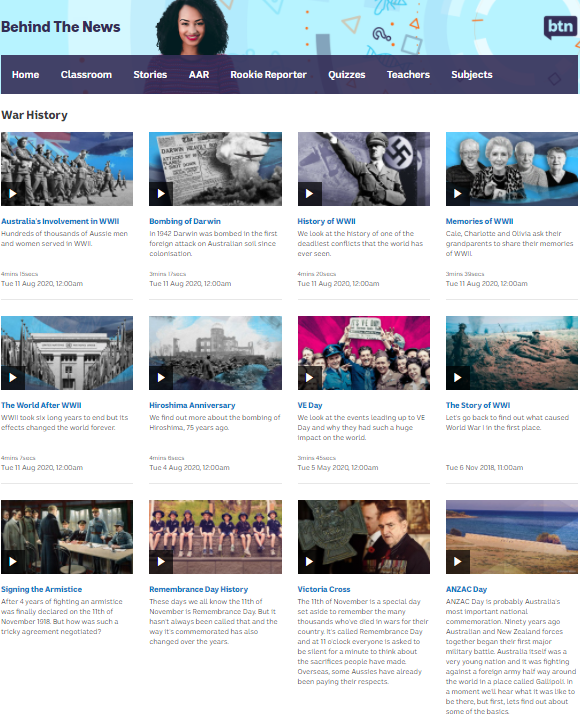 Behind The News
btn
Home Classroom Stories AAR Rookie Reporter Quizzes Teachers Subjects
War History
Australia's Involvement in WWII
Hundreds of thousands of Aussie men
and women served in WWII.
4mins 15secs
Tue 11 Aug 2020, 12:00am
Bombing of Darwin
In 1942 Darwin was bombed in the first
foreign attack on Australian soil since
colonisation.
3mins 17secs
Tue 11 Aug 2020, 12:00am
History of WWII
We look at the history of one of the
deadliest conflicts that the world has
ever seen.
4mins 20secs
Tue 11 Aug 2020, 12:00am
Memories of WWII
Cale, Charlotte and Olivia ask their
grandparents to share their memories
of WWII
3mins 39secs
Tue 11 Aug 2020, 12:00am
The World After WWII
WWII took six long years to end but its
effects changed the world forever.
4mins 7secs
Tue 11 Aug 2020, 12:00am
Hiroshima Anniversary
We find out more about the bombing of
Hiroshima, 75 years ago.
4mins 6secs
Tue 4 Aug 2020, 12:00am
VE Day
We look at the events leading up to VE
Day and why they had such a huge
impact on the world.
3mins 45secs
Tue 5 May 2020, 12:00am
The Story of WWI
Let's go back to find out what caused
World War I in the first place.
Tue 6 Nov 2018, 11:00am
Signing the Armistice
After 4 years of fighting an armistice
was finally declared on the 11th of
November 1918. But how was such a
tricky agreement negotiated?
Remembrance Day History
These days we all know the 11th of
November is Remembrance Day. But it
hasn't always been called that and the
way it's commemorated has also
changed over the years.
Victoria Cross
The 11th of November is a special day
set aside to remember the many
thousands who've died in wars for their
country. It's called Remembrance Day
and at 11 o'clock everyone is asked to
be silent for a minute to think about
the sacrifices people have made.
Overseas, some Aussies have already
been paying their respects.
ANZAC Day
ANZAC Day is probably Australia's
most important national
commemoration. Ninety years ago
Australian and New Zealand forces
together began their first major
military battle. Australia itself was a
very young nation and it was fighting
against a foreign army half way around
the world in a place called Gallipoli. In
a moment we'll hear what it was like to
be there, but first, lets find out about
some of the basics.